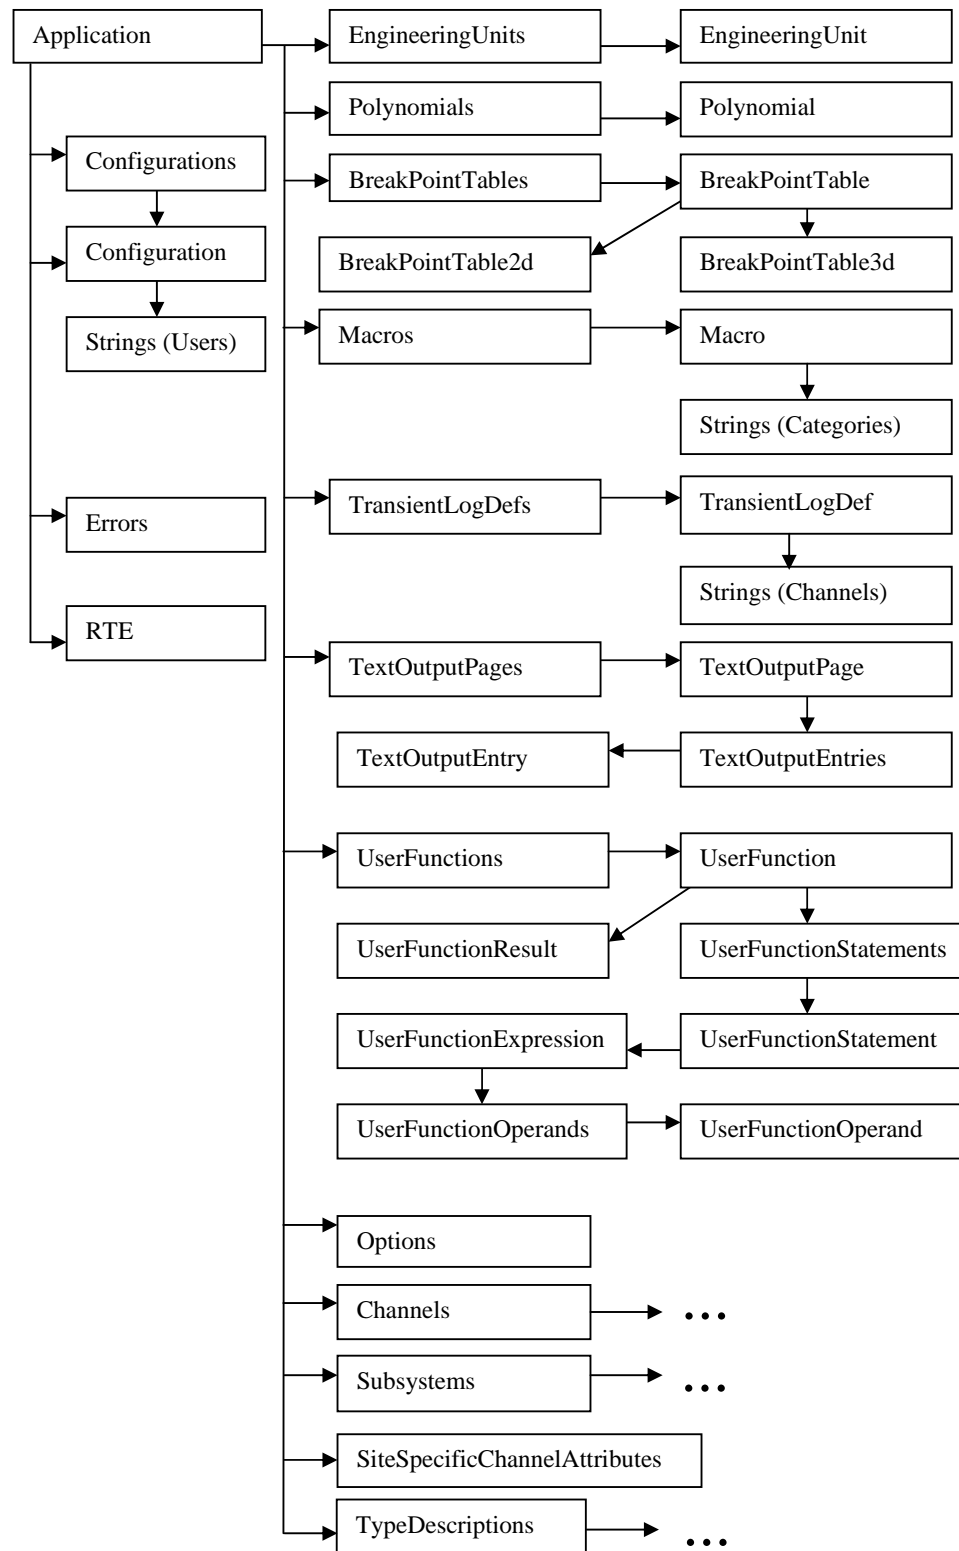 Application
EngineeringUnits
EngineeringUnit
Polynomials
Polynomial
Configurations
BreakPointTables
BreakPointTable
Configuration
BreakPointTable2d
BreakPointTable3d
Strings (Users)
Macros
Macro
Strings (Categories)
TransientLogDefs
TransientLogDef
Errors
Strings (Channels)
RTE
TextOutputPages
TextOutputPage
TextOutputEntry
TextOutputEntries
UserFunctions
UserFunction
UserFunctionResult
UserFunctionStatements
UserFunctionExpression
UserFunctionStatement
UserFunctionOperands
UserFunctionOperand
Options
Channels
...
Subsystems
...
SiteSpecificChannelAttributes
TypeDescriptions
...